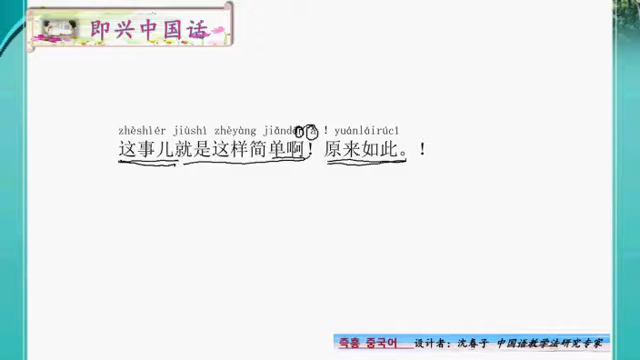 即兴中国话
zhèshìér jiùshì zhèyàng jiǎndān a ! yuánláirúcǐ
这事儿就是这样简单啊！原来如此。！
즉흥 중국어 设计者：沈春子 中国语教学法研究专家